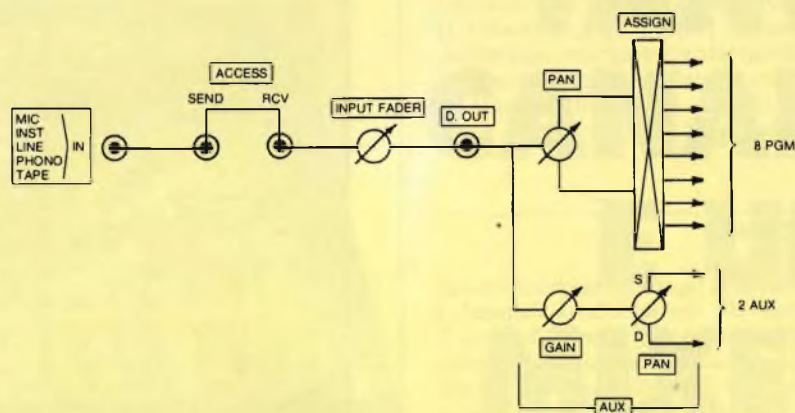 ASSIGN
ACCESS
SEND RCV
PAN
INPUT FADER
D. OUT
MIC
INST
LINE IN
PHONO
TAPE
8 PGM
S
2 AUX
D
GAIN
PAN
AUX